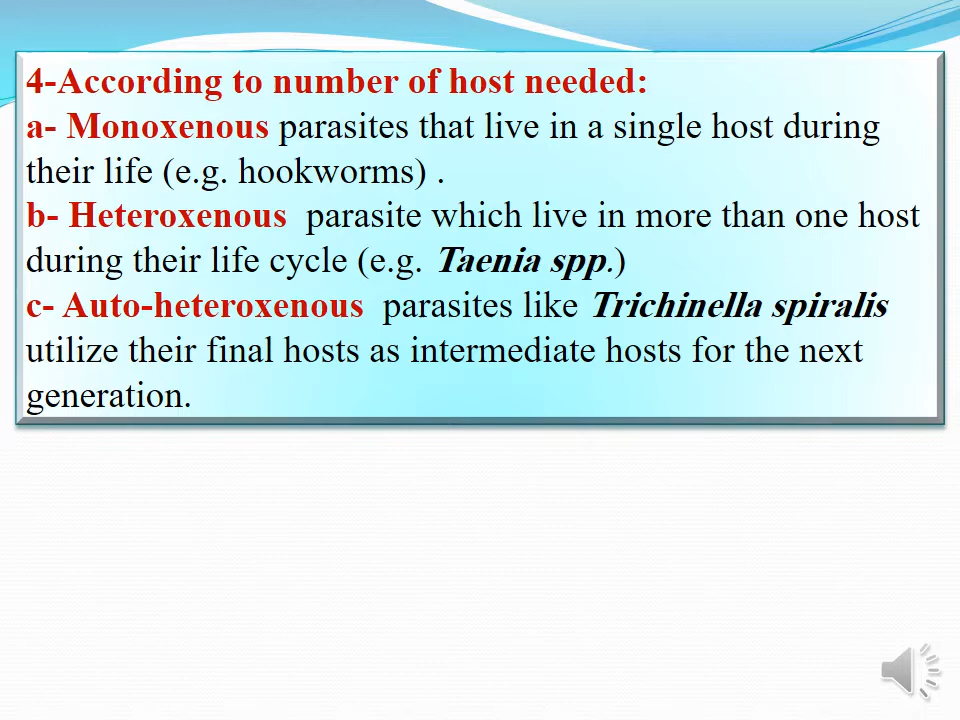 4-According to number of host needed:
a- Monoxenous parasites that live in a single host during
their life (e.g. hookworms) .
b- Heteroxenous  parasite which live in more than one host
during their life cycle (e.g. Taenia spp.)
c- Auto-heteroxenous  parasites like Trichinella spiralis
utilize their final hosts as intermediate hosts for the next
generation.